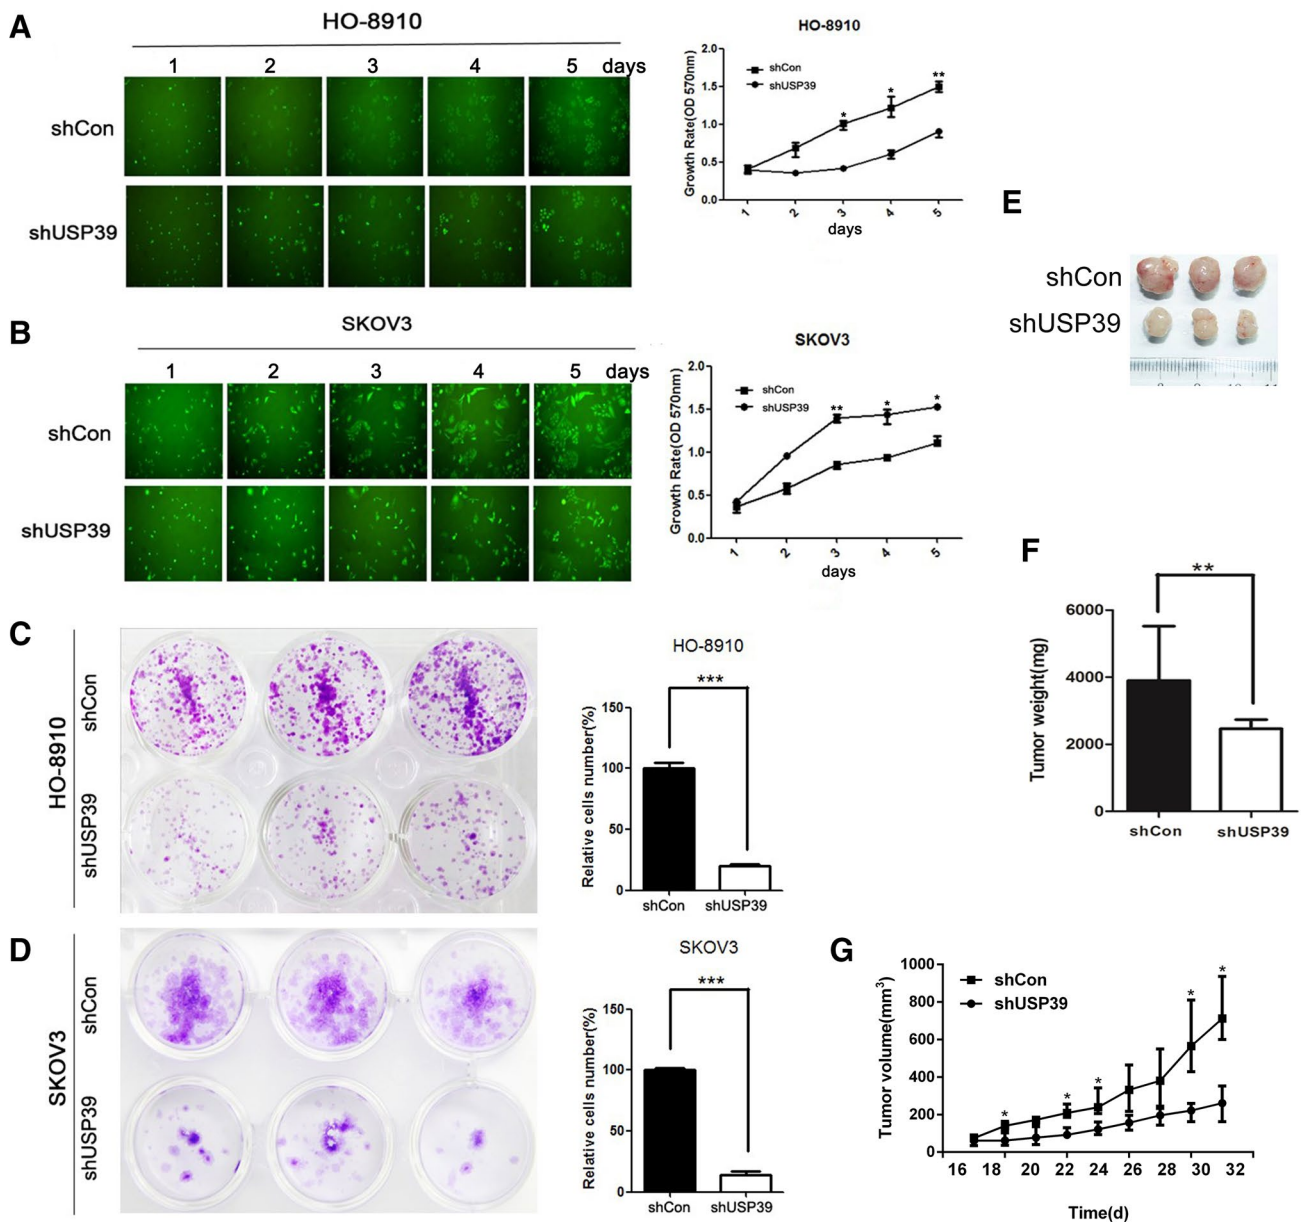 A
HO-8910
1 2 3 4 5 days
shCon
shUSP39
HO-8910
Growth Rate(OD 570nm)
2.0
1.5
1.0
0.5
0.0
shCon
shUSP39
* * **
1 2 3 4 5
days
B
SKOV3
1 2 3 4 5 days
shCon
shUSP39
SKOV3
Growth Rate(OD 570nm)
2.0
1.5
1.0
0.5
0.0
shCon
shUSP39
** * *
1 2 3 4 5
days
C
HO-8910
shCon
shUSP39
HO-8910
Relative cells number(%)
150
100
50
0
***
shCon shUSP39
D
SKOV3
shCon
shUSP39
SKOV3
Relative cells number(%)
150
100
50
0
***
shCon shUSP39
E
shCon
shUSP39
F
Tumor weight(mg)
6000
4000
2000
0
**
shCon shUSP39
G
Tumor volume(mm³)
1000
800
600
400
200
0
shCon
shUSP39
* * * * *
16 18 20 22 24 26 28 30 32
Time(d)